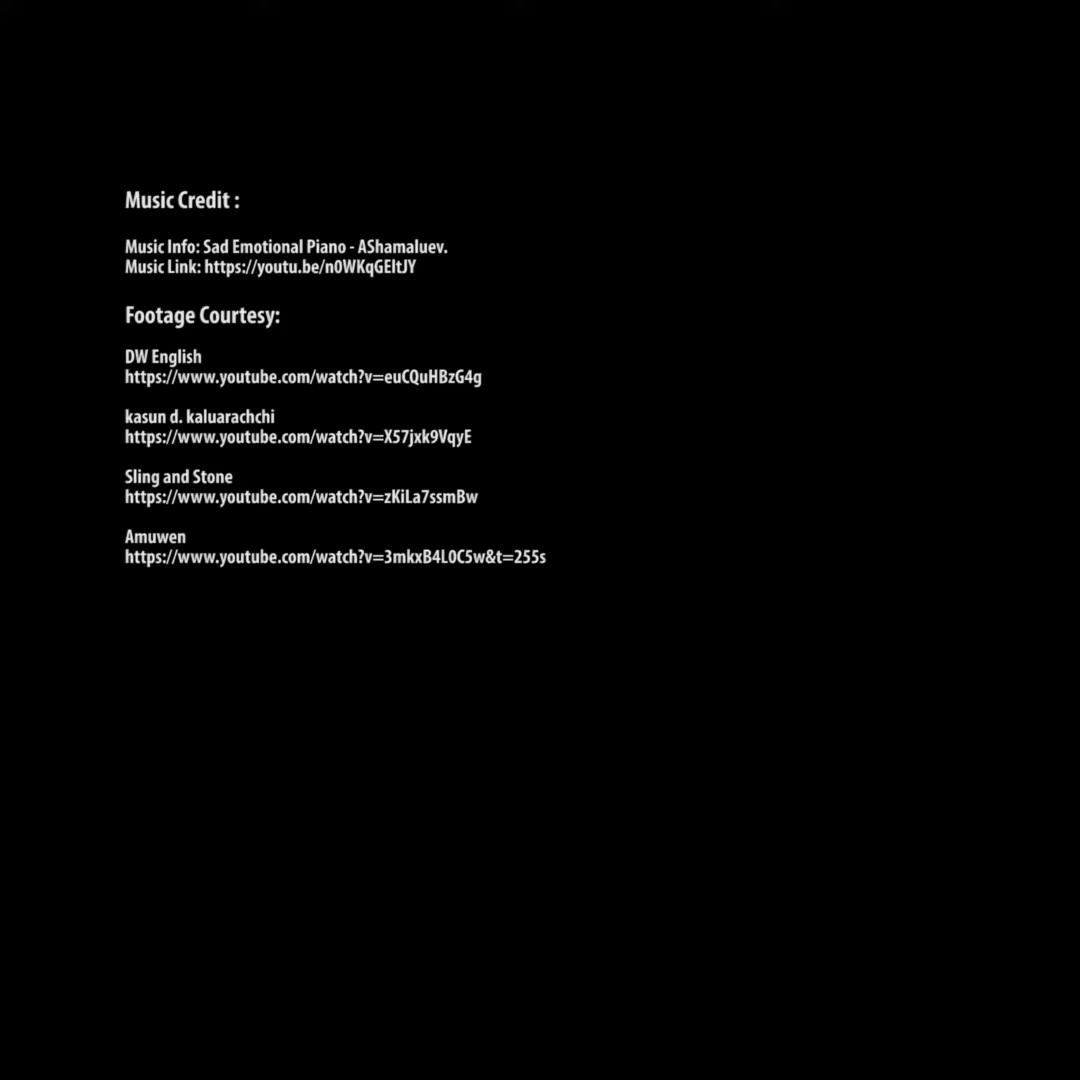 Music Credit :
Music Info: Sad Emotional Piano - AShamaluev.
Music Link: https://youtu.be/n0WKqGEltJY
Footage Courtesy:
DW English
https://www.youtube.com/watch?v=euCQuHBzG4g
kasun d. kaluarachchi
https://www.youtube.com/watch?v=X57jxk9VqyE
Sling and Stone
https://www.youtube.com/watch?v=zKiLa7ssmBw
Amuwen
https://www.youtube.com/watch?v=3mkxB4L0C5w&t=255s